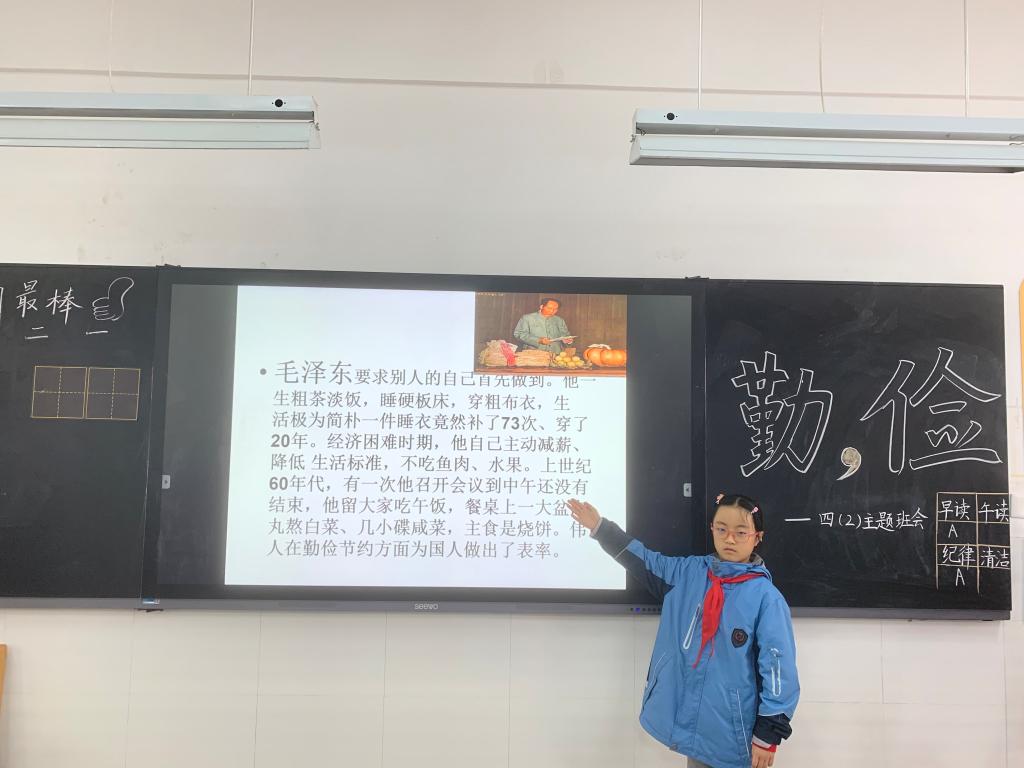 最棒
二 一
• 毛泽东要求别人的自己首先做到。他一
生粗茶淡饭，睡硬板床，穿粗布衣，生
活极为简朴一件睡衣竟然补了73次、穿了
20年。经济困难时期，他自己主动减薪、
降低 生活标准，不吃鱼肉、水果。上世纪
60年代，有一次他召开会议到中午还没有
结束，他留大家吃午饭，餐桌上一大盆
丸熬白菜、几小碟咸菜，主食是烧饼。伟
人在勤俭节约方面为国人做出了表率。
seewo
勤，俭
— 四(2)主题班会
早读 午读
A
纪律 清洁
A